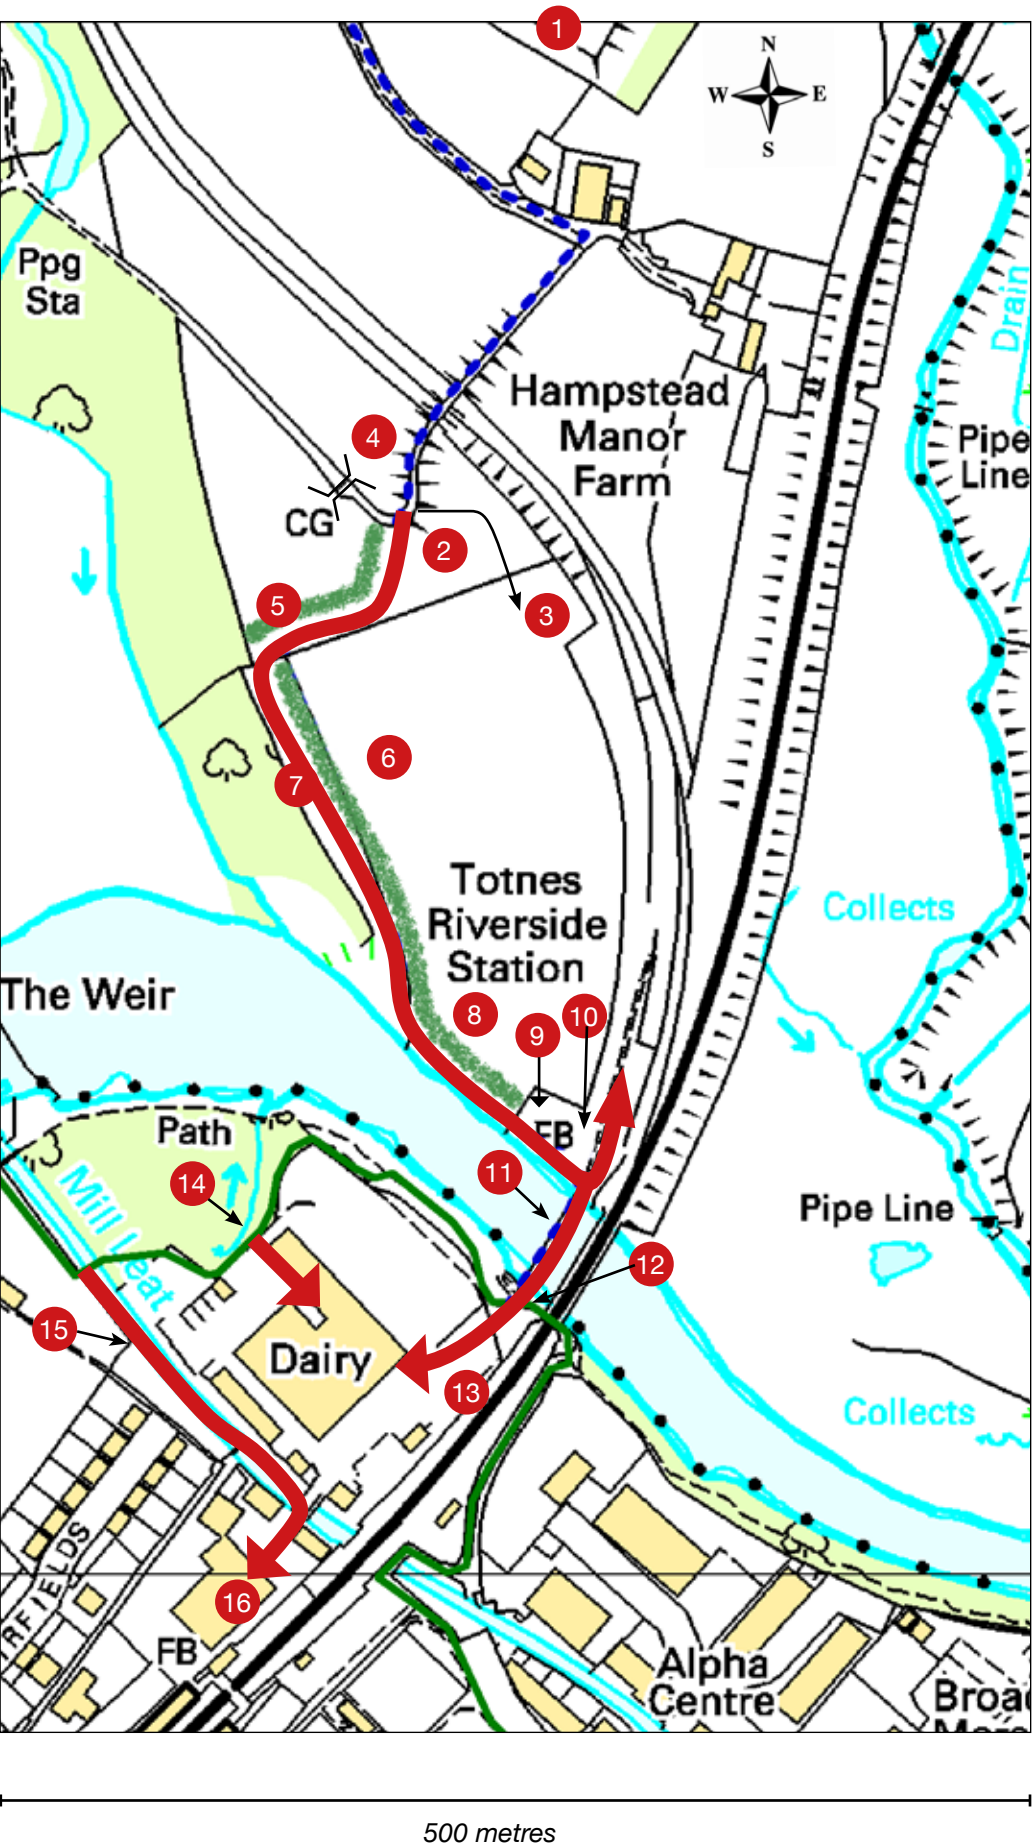 1
N
W E
S
Ppg
Sta
Drain
Hampstead
Manor
Farm
Pipe
Line
4
CG
2
5
3
6
7
Totnes
Riverside
Station
Collects
The Weir
8
9
10
FB
Path
11
14
Mill Leat
Pipe Line
12
15
Dairy
13
Collects
RFIELDS
16
FB
Alpha
Centre
Broa
500 metres